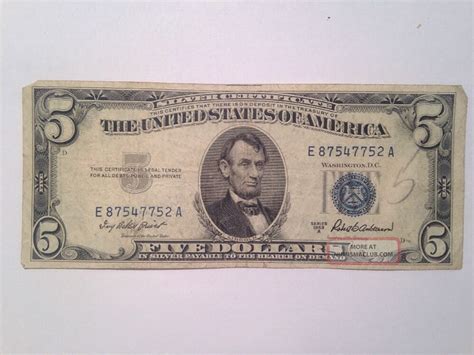 5 SILVER CERTIFICATE 5
THIS CERTIFIES THAT THERE IS ON DEPOSIT IN THE TREASURY OF
THE UNITED STATES OF AMERICA
D
E 87547752 A
THIS CERTIFICATE IS LEGAL TENDER
FOR ALL DEBTS, PUBLIC AND PRIVATE
5
WASHINGTON, D.C.
5
E 87547752 A
SERIES
1953
A
5 FIVE DOLLARS
IN SILVER PAYABLE TO THE BEARER ON DEMAND
MORE AT